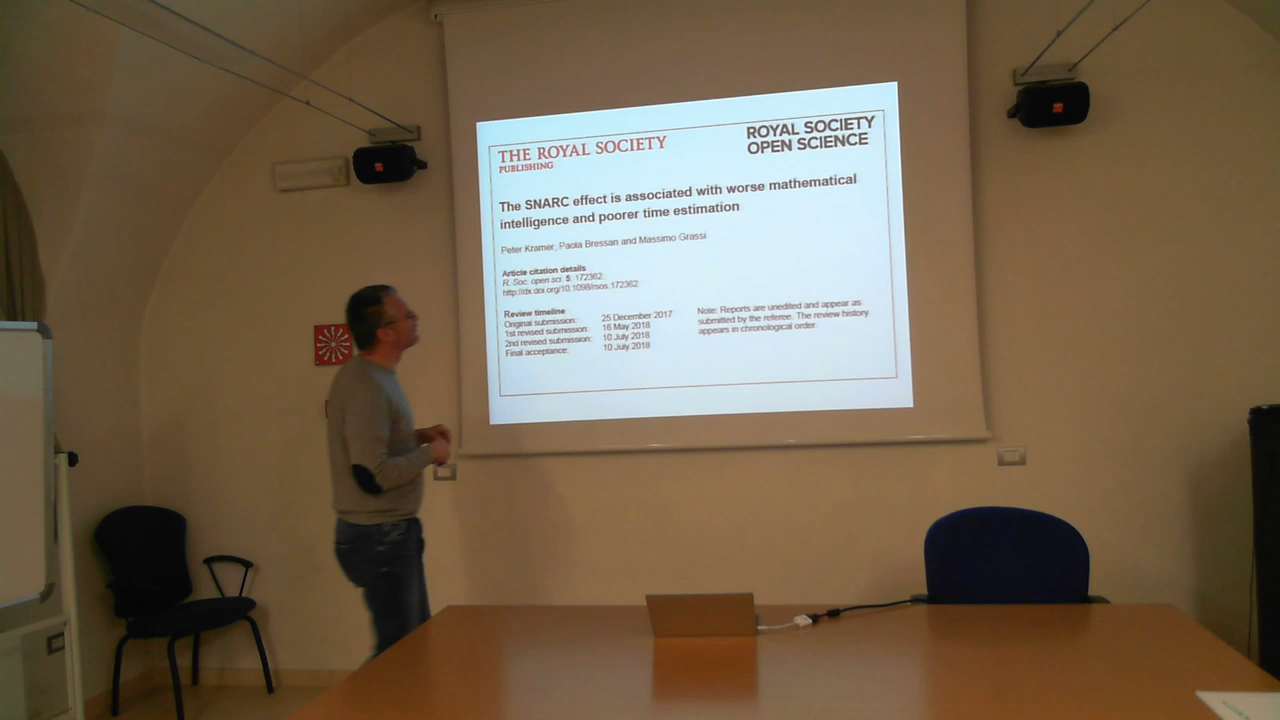 THE ROYAL SOCIETY
PUBLISHING
ROYAL SOCIETY
OPEN SCIENCE
The SNARC effect is associated with worse mathematical
intelligence and poorer time estimation
Peter Kramer, Paola Bressan and Massimo Grassi
Article citation details
R. Soc. open sci. 5: 172362.
http://dx.doi.org/10.1098/rsos.172362
Review timeline
Original submission: 25 December 2017
1st revised submission: 16 May 2018
2nd revised submission: 10 July 2018
Final acceptance: 10 July 2018
Note: Reports are unedited and appear as
submitted by the referee. The review history
appears in chronological order.